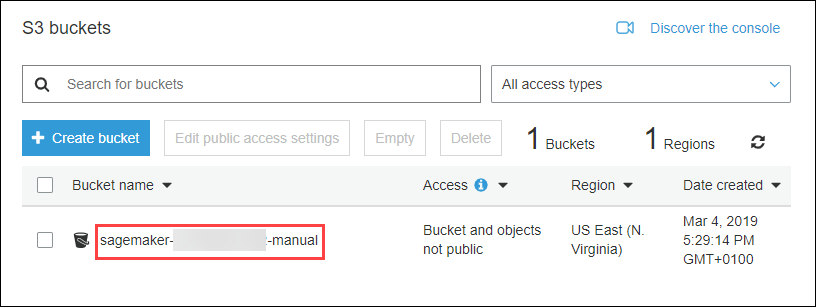 S3 buckets
Discover the console
Search for buckets
All access types
+ Create bucket
Edit public access settings
Empty
Delete
1 Buckets
1 Regions
Bucket name
Access
Region
Date created
sagemaker-
-manual
Bucket and objects
not public
US East (N.
Virginia)
Mar 4, 2019
5:29:14 PM
GMT+0100